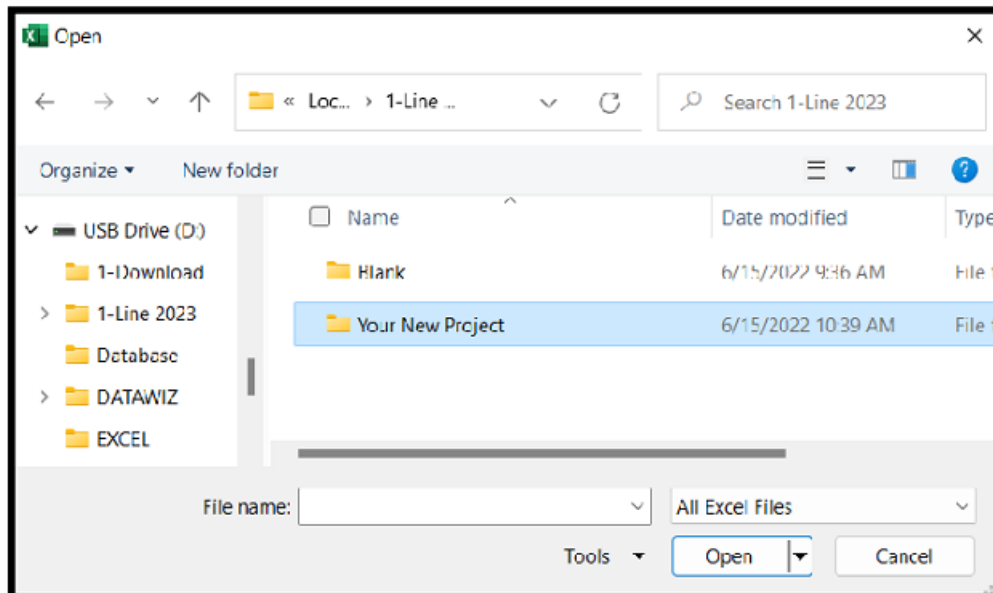 Open
« Loc... › 1-Line ...
Search 1-Line 2023
Organize
New folder
Name
Date modified
Type
USB Drive (D:)
1-Download
1-Line 2023
Database
DATAWIZ
EXCEL
Blank 6/15/2022 9:36 AM File
Your New Project 6/15/2022 10:39 AM File
File name:
All Excel Files
Tools
Open
Cancel